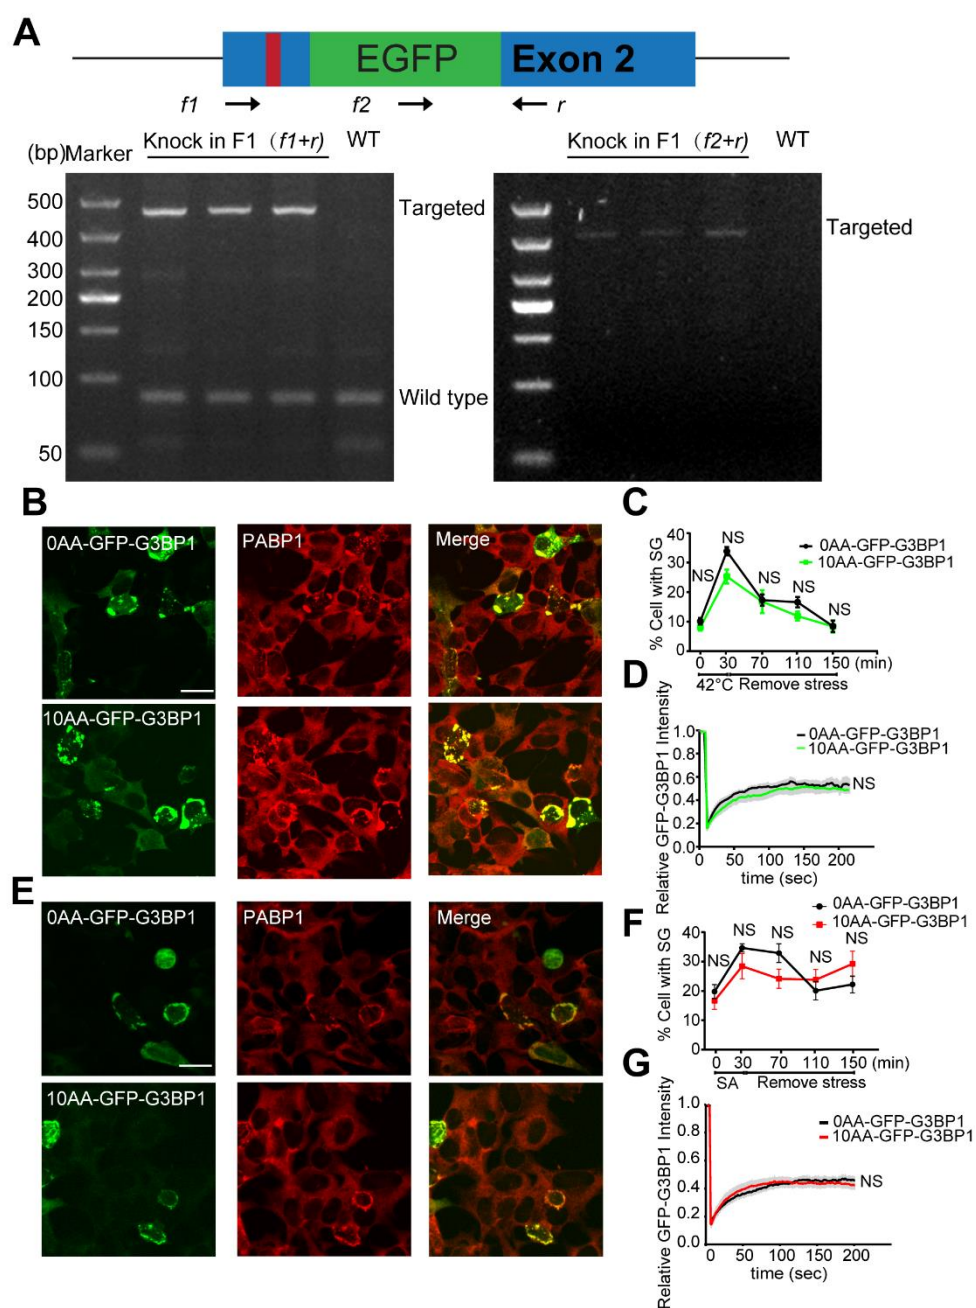 A
EGFP Exon 2
f1 f2 r
(bp) Marker Knock in F1 (f1+r) WT
Knock in F1 (f2+r) WT
500
400
300
200
150
100
50
Targeted
Wild type
Targeted
B
0AA-GFP-G3BP1 PABP1 Merge
10AA-GFP-G3BP1
C
% Cell with SG
40
30
20
10
0
NS NS NS NS NS
0AA-GFP-G3BP1
10AA-GFP-G3BP1
0 30 70 110 150 (min)
42°C Remove stress
D
Relative GFP-G3BP1 Intensity
1.0
0.8
0.6
0.4
0.2
0.0
0AA-GFP-G3BP1
10AA-GFP-G3BP1
NS
0 50 100 150 200
time (sec)
E
0AA-GFP-G3BP1 PABP1 Merge
10AA-GFP-G3BP1
F
% Cell with SG
40
30
20
10
0
0AA-GFP-G3BP1
10AA-GFP-G3BP1
NS NS NS NS NS
0 30 70 110 150 (min)
SA Remove stress
G
Relative GFP-G3BP1 Intensity
1.0
0.8
0.6
0.4
0.2
0.0
0AA-GFP-G3BP1
10AA-GFP-G3BP1
NS
0 50 100 150 200
time (sec)